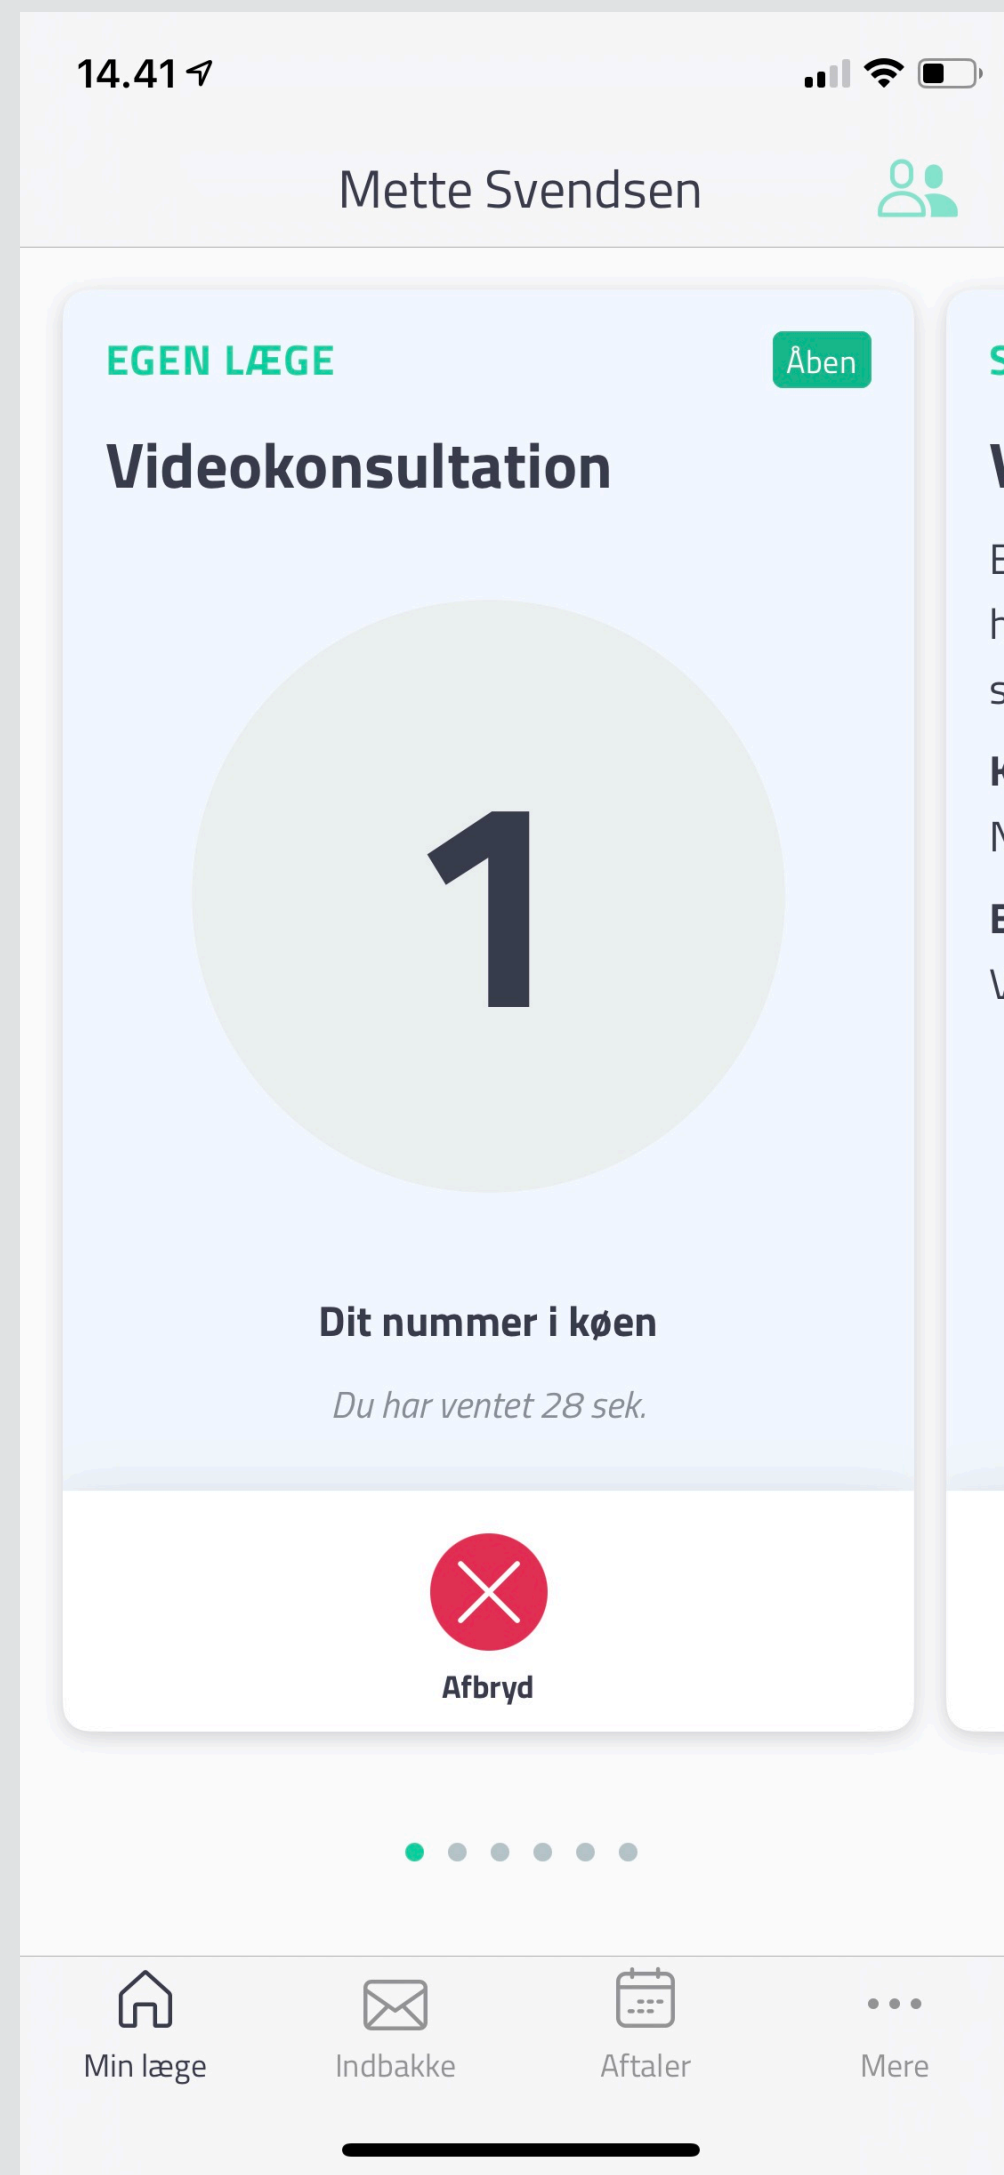 14.41
Mette Svendsen
EGEN LÆGE
Åben
Videokonsultation
1
Dit nummer i køen
Du har ventet 28 sek.
Afbryd
Min læge
Indbakke
Aftaler
Mere